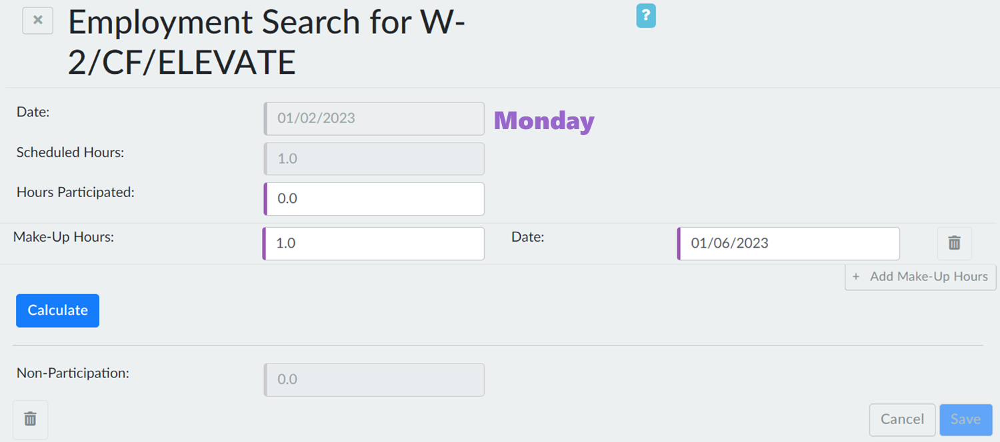 × Employment Search for W- ?
2/CF/ELEVATE
Date: 01/02/2023 Monday
Scheduled Hours: 1.0
Hours Participated: 0.0
Make-Up Hours: 1.0 Date: 01/06/2023
+ Add Make-Up Hours
Calculate
Non-Participation: 0.0
Cancel Save